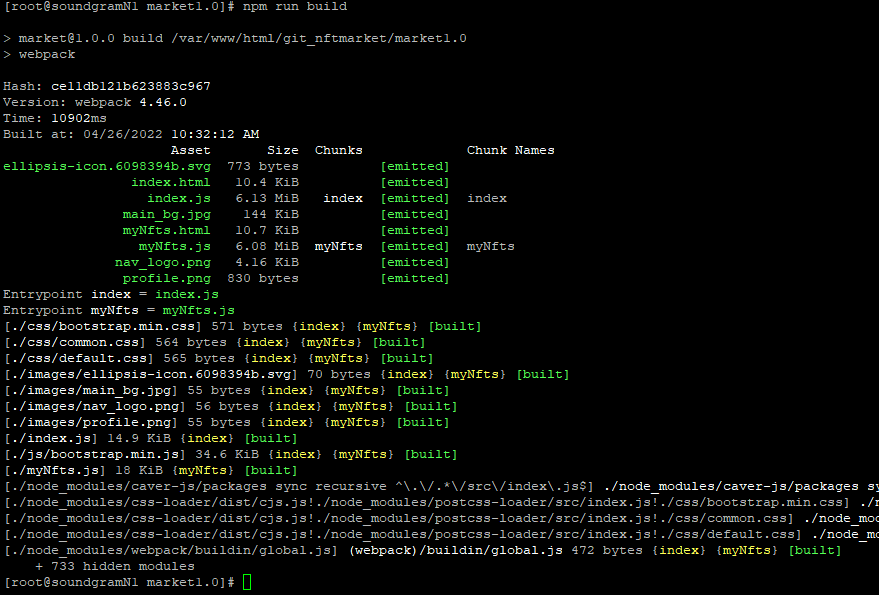 [root@soundgramN1 market1.0]# npm run build
> market@1.0.0 build /var/www/html/git_nftmarket/market1.0
> webpack
Hash: ce11db121b623883c967
Version: webpack 4.46.0
Time: 10902ms
Built at: 04/26/2022 10:32:12 AM
Asset Size Chunks Chunk Names
ellipsis-icon.6098394b.svg 773 bytes [emitted]
index.html 10.4 KiB [emitted]
index.js 6.13 MiB index [emitted] index
main_bg.jpg 144 KiB [emitted]
myNfts.html 10.7 KiB [emitted]
myNfts.js 6.08 MiB myNfts [emitted] myNfts
nav_logo.png 4.16 KiB [emitted]
profile.png 830 bytes [emitted]
Entrypoint index = index.js
Entrypoint myNfts = myNfts.js
[./css/bootstrap.min.css] 571 bytes {index} {myNfts} [built]
[./css/common.css] 564 bytes {index} {myNfts} [built]
[./css/default.css] 565 bytes {index} {myNfts} [built]
[./images/ellipsis-icon.6098394b.svg] 70 bytes {index} {myNfts} [built]
[./images/main_bg.jpg] 55 bytes {index} {myNfts} [built]
[./images/nav_logo.png] 56 bytes {index} {myNfts} [built]
[./images/profile.png] 55 bytes {index} {myNfts} [built]
[./index.js] 14.9 KiB {index} [built]
[./js/bootstrap.min.js] 34.6 KiB {index} {myNfts} [built]
[./myNfts.js] 18 KiB {myNfts} [built]
[./node_modules/caver-js/packages sync recursive ^\.\/.*\/src\/index\.js$] ./node_modules/caver-js/packages sy
[./node_modules/css-loader/dist/cjs.js!./node_modules/postcss-loader/src/index.js!./css/bootstrap.min.css] ./n
[./node_modules/css-loader/dist/cjs.js!./node_modules/postcss-loader/src/index.js!./css/common.css] ./node_mod
[./node_modules/css-loader/dist/cjs.js!./node_modules/postcss-loader/src/index.js!./css/default.css] ./node_mo
[./node_modules/webpack/buildin/global.js] (webpack)/buildin/global.js 472 bytes {index} {myNfts} [built]
+ 733 hidden modules
[root@soundgramN1 market1.0]#